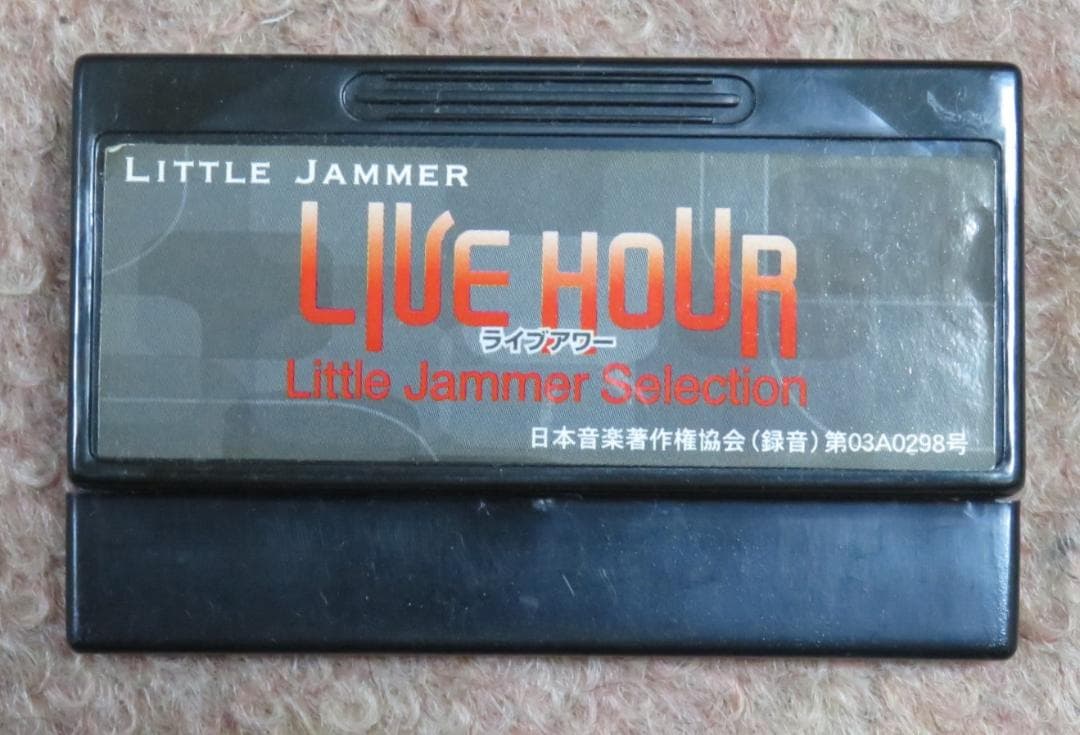 LITTLE JAMMER
LIVE HOUR
ライブアワー
Little Jammer Selection
日本音楽著作権協会（録音）第03A0298号